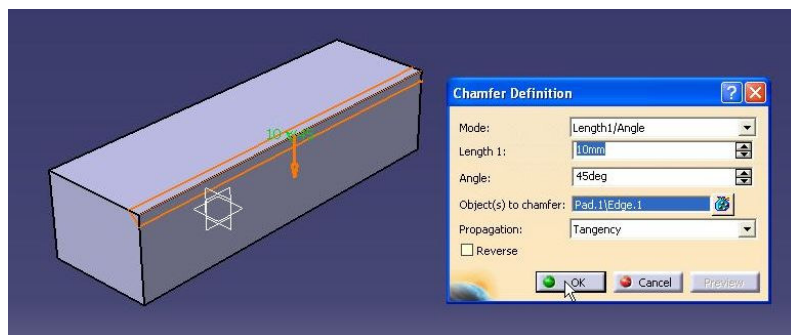 Chamfer Definition
Mode: Length1/Angle
Length 1: 10mm
Angle: 45deg
Object(s) to chamfer: Pad.1\Edge.1
Propagation: Tangency
Reverse
OK Cancel Preview